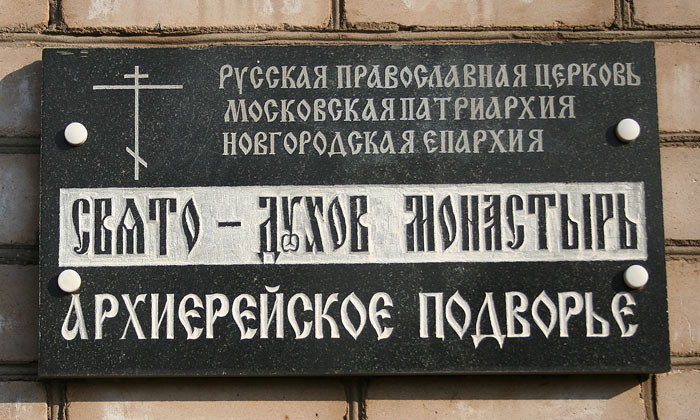 РУССКАЯ ПРАВОСЛАВНАЯ ЦЕРКОВЬ
МОСКОВСКАЯ ПАТРИАРХИЯ
НОВГОРОДСКАЯ ЕПАРХИЯ
СВЯТО – ДУХОВ МОНАСТЫРЬ
АРХИЕРЕЙСКОЕ ПОДВОРЬЕ